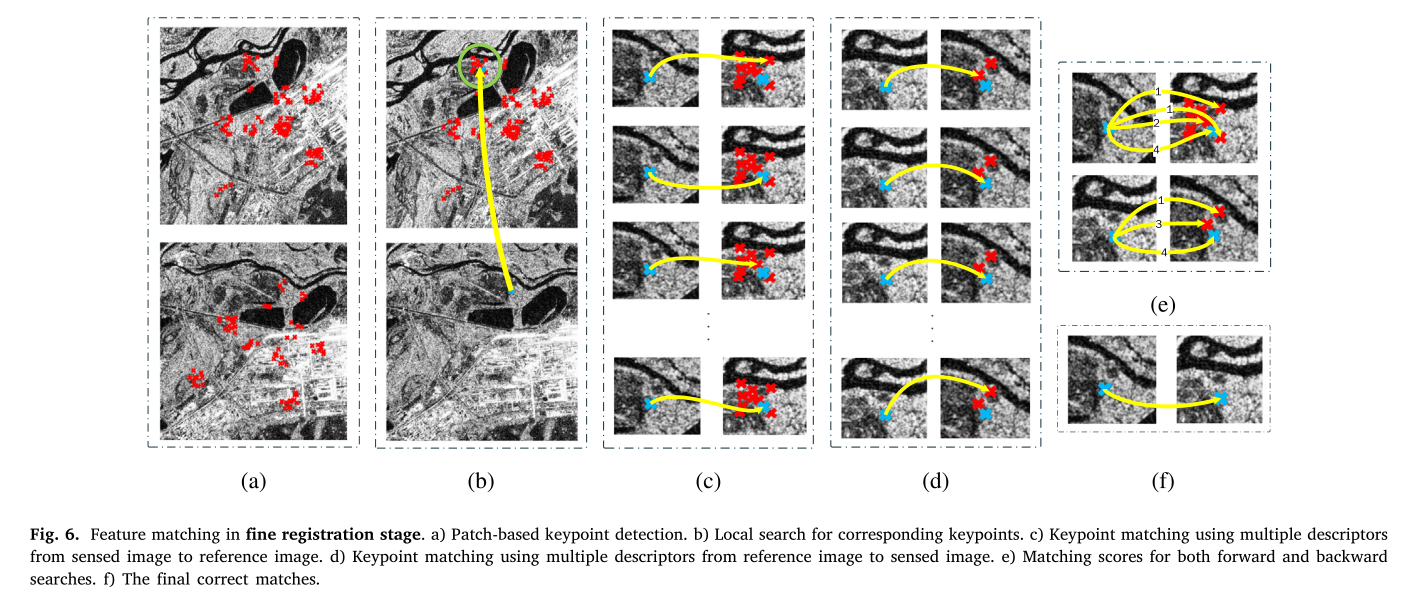 1
1
2
4
1
3
4
(e)
(a)
(b)
(c)
(d)
(f)
Fig. 6. Feature matching in fine registration stage. a) Patch-based keypoint detection. b) Local search for corresponding keypoints. c) Keypoint matching using multiple descriptors
from sensed image to reference image. d) Keypoint matching using multiple descriptors from reference image to sensed image. e) Matching scores for both forward and backward
searches. f) The final correct matches.